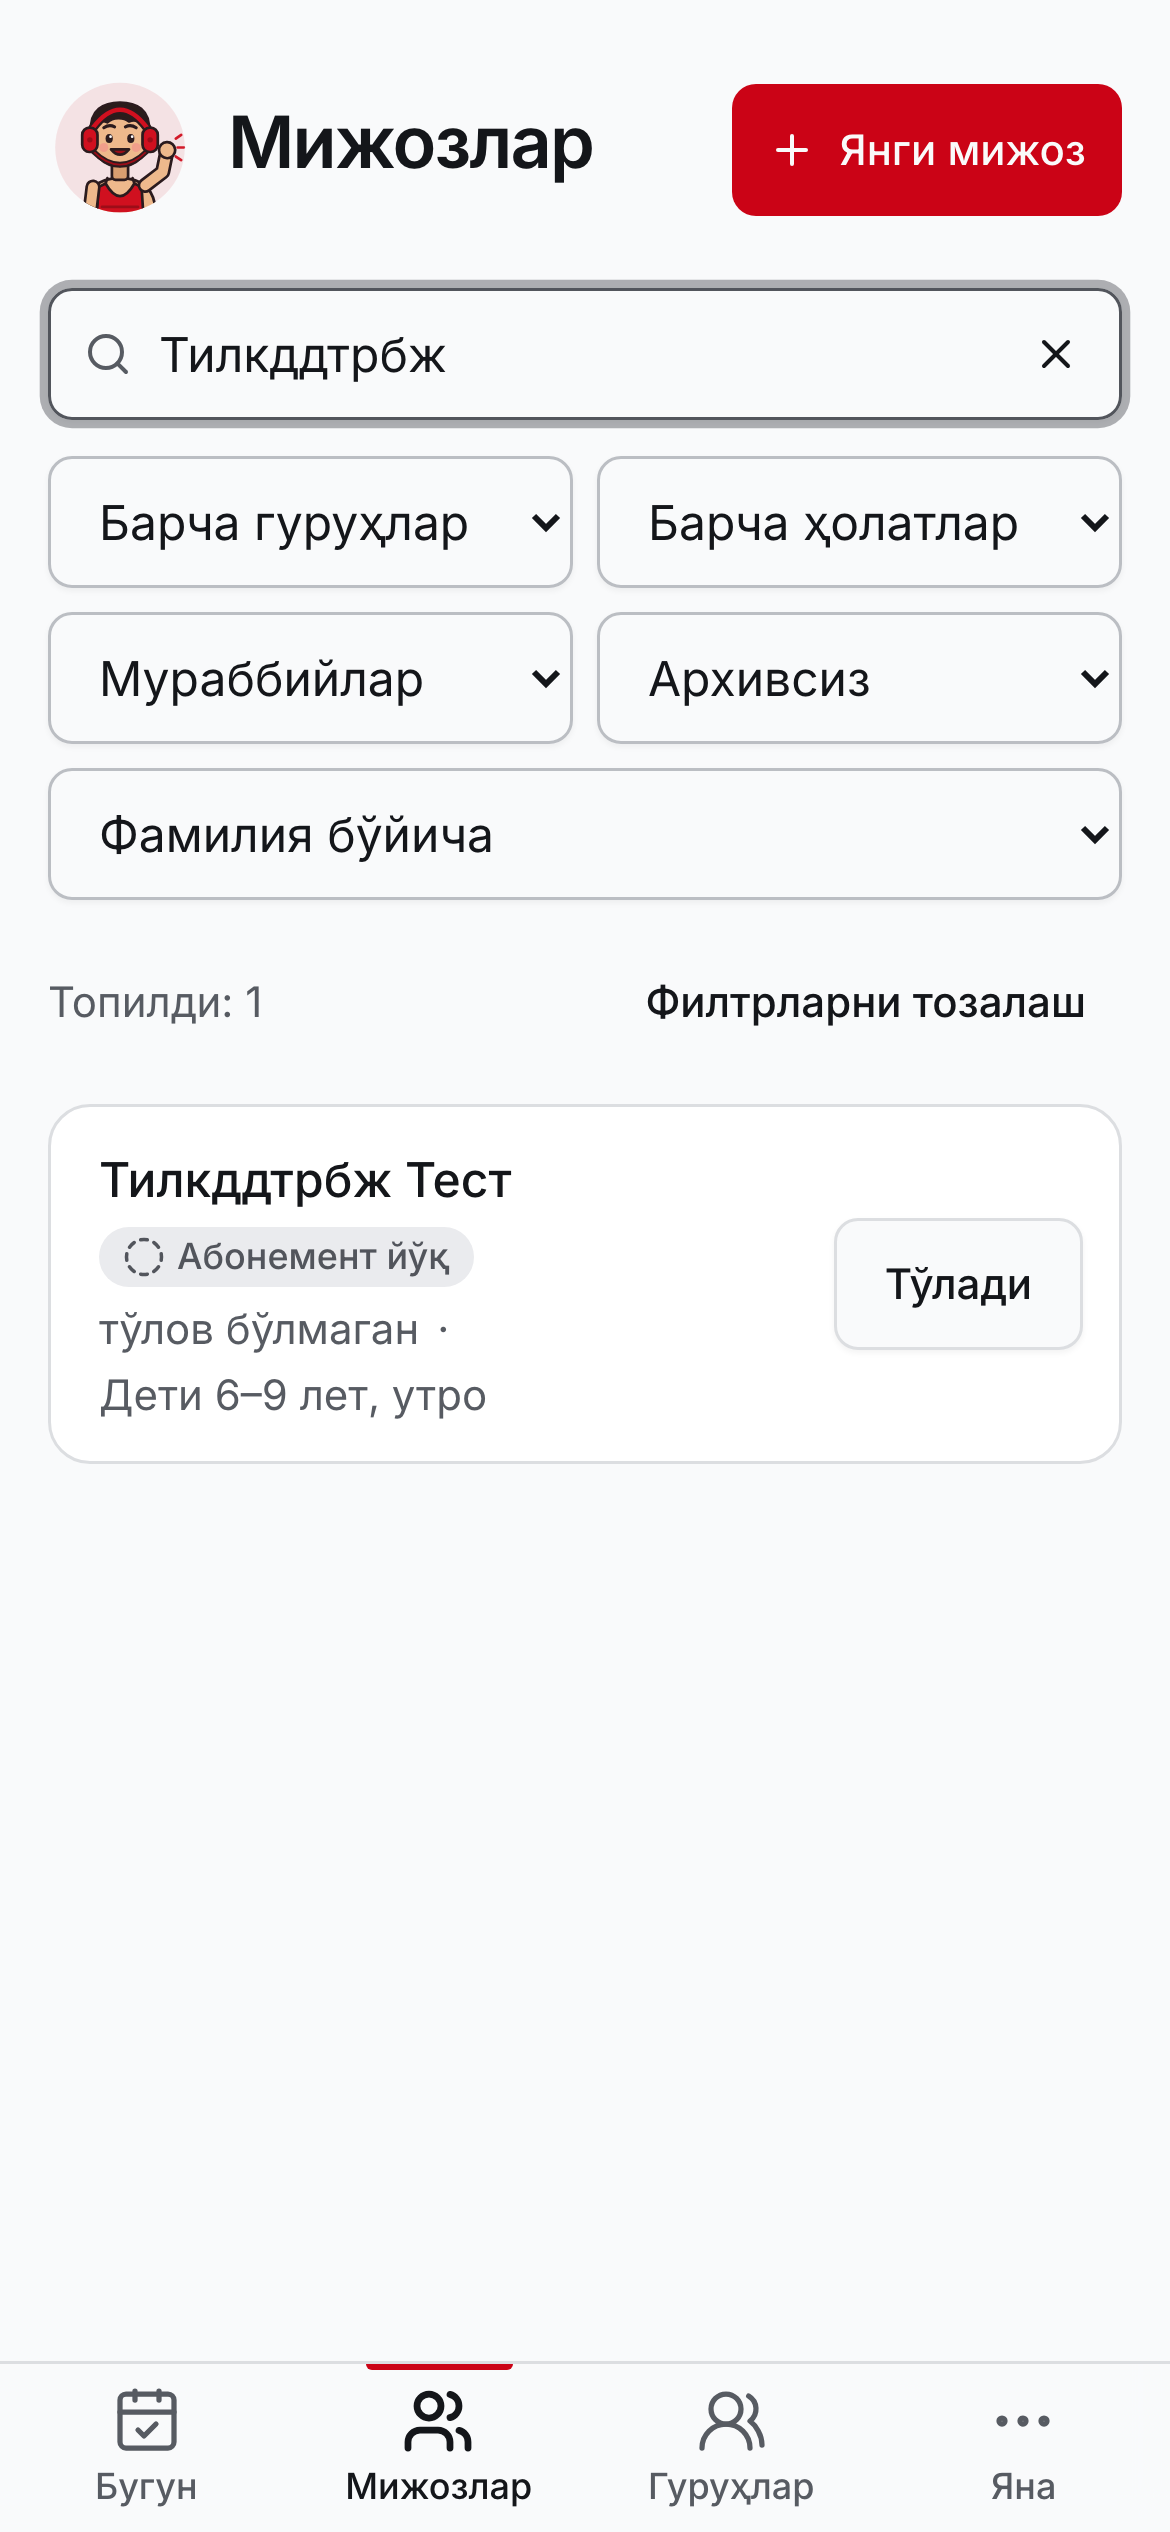 Мижозлар
Янги мижоз
Тилкддтрбж
Барча гуруҳлар
Барча ҳолатлар
Мураббийлар
Архивсиз
Фамилия бўйича
Топилди: 1
Филтрларни тозалаш
Тилкддтрбж Тест
Абонемент йўқ
Тўлади
тўлов бўлмаган ·
Дети 6–9 лет, утро
Бугун
Мижозлар
Гуруҳлар
Яна